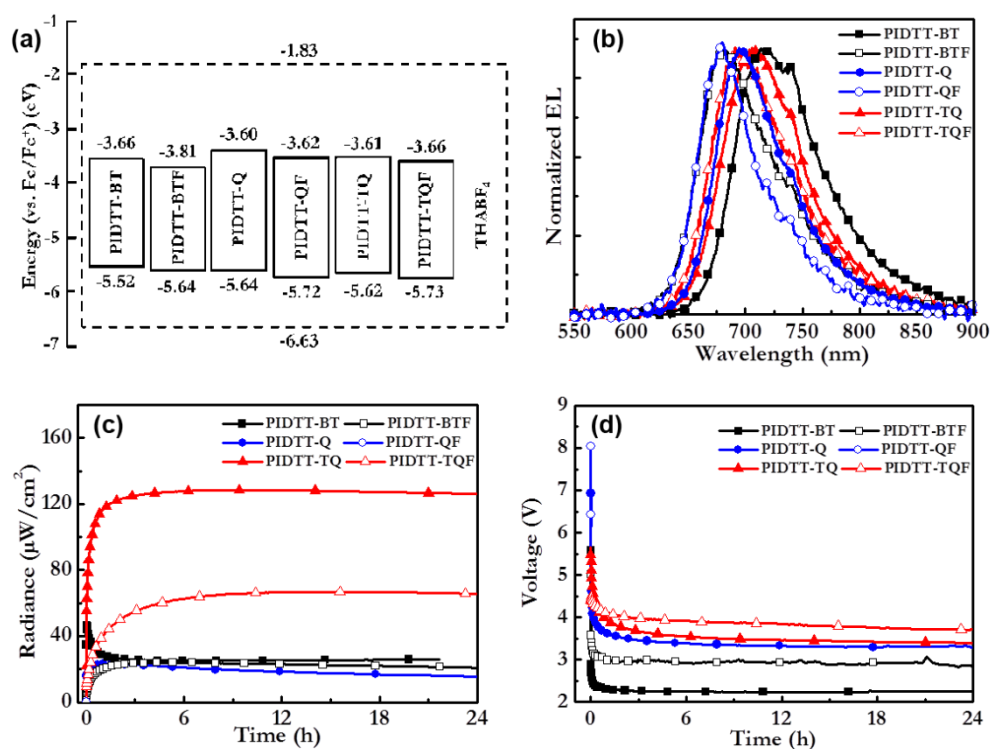 (a)
-1
-2
-3
-4
-5
-6
-7
Energy (vs. Fc/Fc+) (eV)
-1.83
-3.66
-3.81
-3.60
-3.62
-3.61
-3.66
PIDTT-BT
PIDTT-BTF
PIDTT-Q
PIDTT-QF
PIDTT-TQ
PIDTT-TQF
THABF4
-5.52
-5.64
-5.64
-5.72
-5.62
-5.73
-6.63
(b)
PIDTT-BT
PIDTT-BTF
PIDTT-Q
PIDTT-QF
PIDTT-TQ
PIDTT-TQF
Normalized EL
550 600 650 700 750 800 850 900
Wavelength (nm)
(c)
PIDTT-BT PIDTT-BTF
PIDTT-Q PIDTT-QF
PIDTT-TQ PIDTT-TQF
160
120
80
40
0
Radiance (µW/cm2)
0 6 12 18 24
Time (h)
(d)
PIDTT-BT PIDTT-BTF
PIDTT-Q PIDTT-QF
PIDTT-TQ PIDTT-TQF
9
8
7
6
5
4
3
2
Voltage (V)
0 6 12 18 24
Time (h)